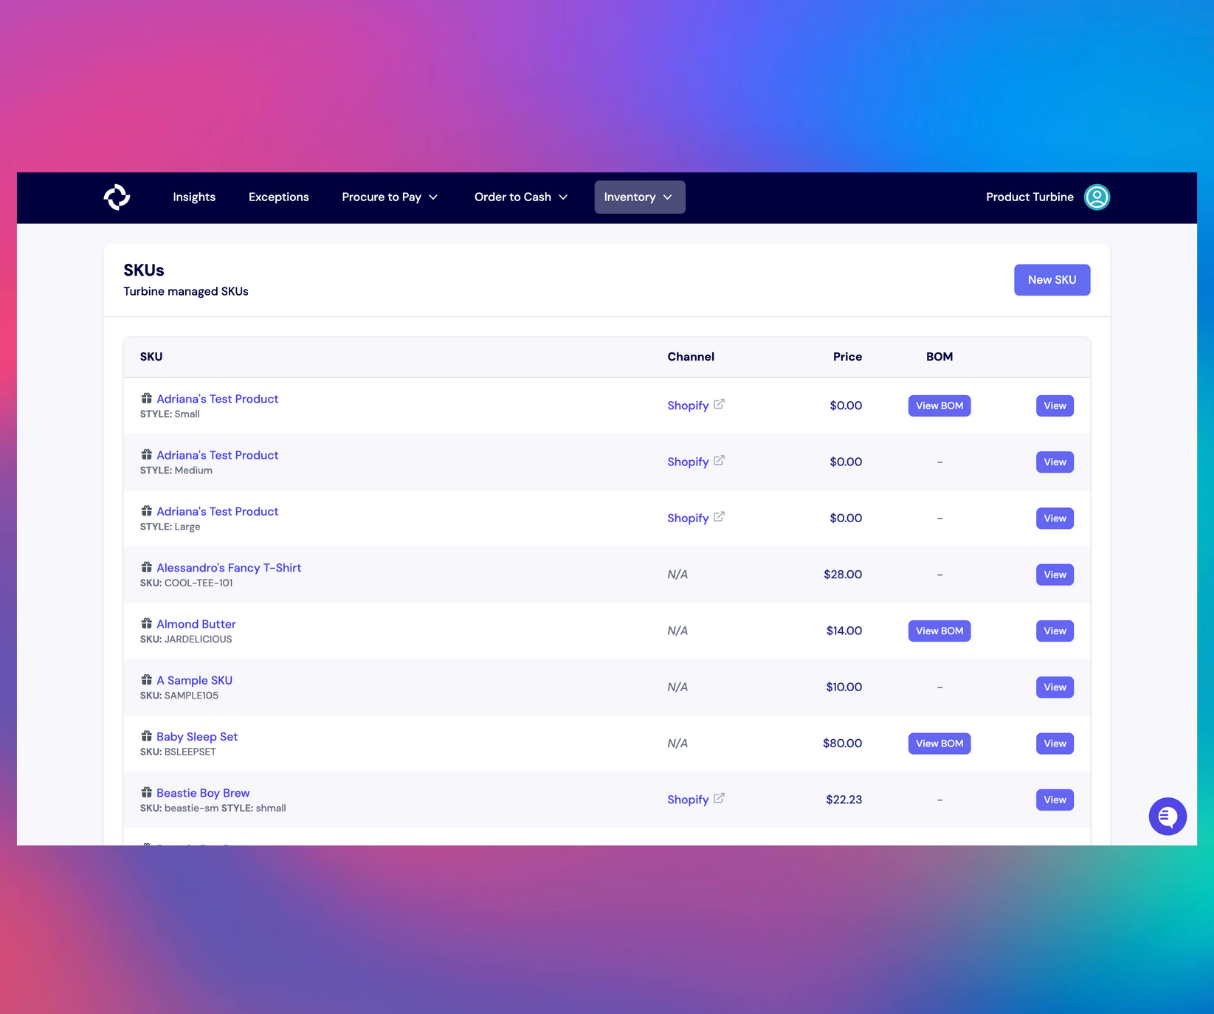 Insights Exceptions Procure to Pay Order to Cash Inventory Product Turbine
SKUs
Turbine managed SKUs
New SKU
SKU Channel Price BOM
Adriana's Test Product
STYLE: Small
Shopify $0.00 View BOM View
Adriana's Test Product
STYLE: Medium
Shopify $0.00 – View
Adriana's Test Product
STYLE: Large
Shopify $0.00 – View
Alessandro's Fancy T-Shirt
SKU: COOL-TEE-101
N/A $28.00 – View
Almond Butter
SKU: JARDELICIOUS
N/A $14.00 View BOM View
A Sample SKU
SKU: SAMPLE105
N/A $10.00 – View
Baby Sleep Set
SKU: BSLEEPSET
N/A $80.00 View BOM View
Beastie Boy Brew
SKU: beastie-sm STYLE: shmall
Shopify $22.23 – View